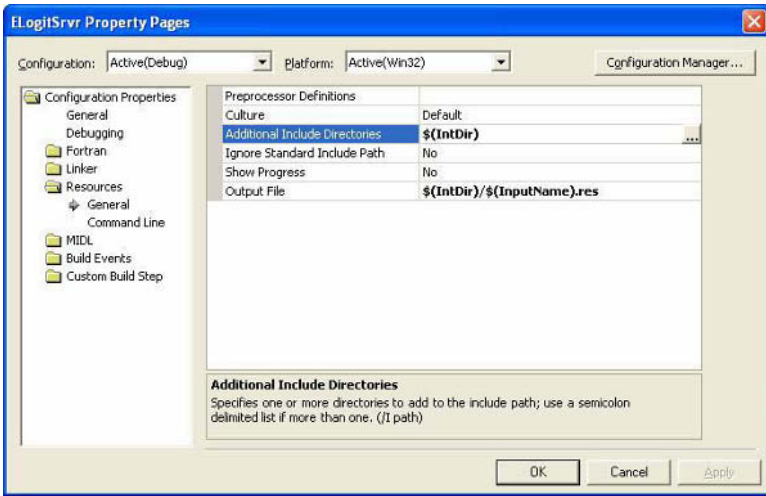 ELogitSrvr Property Pages
Configuration: Active(Debug) Platform: Active(Win32) Configuration Manager...
Configuration Properties
General
Debugging
Fortran
Linker
Resources
General
Command Line
MIDL
Build Events
Custom Build Step
Preprocessor Definitions
Culture Default
Additional Include Directories $(IntDir) ...
Ignore Standard Include Path No
Show Progress No
Output File $(IntDir)/$(InputName).res
Additional Include Directories
Specifies one or more directories to add to the include path; use a semicolon
delimited list if more than one. (/I path)
OK Cancel Apply